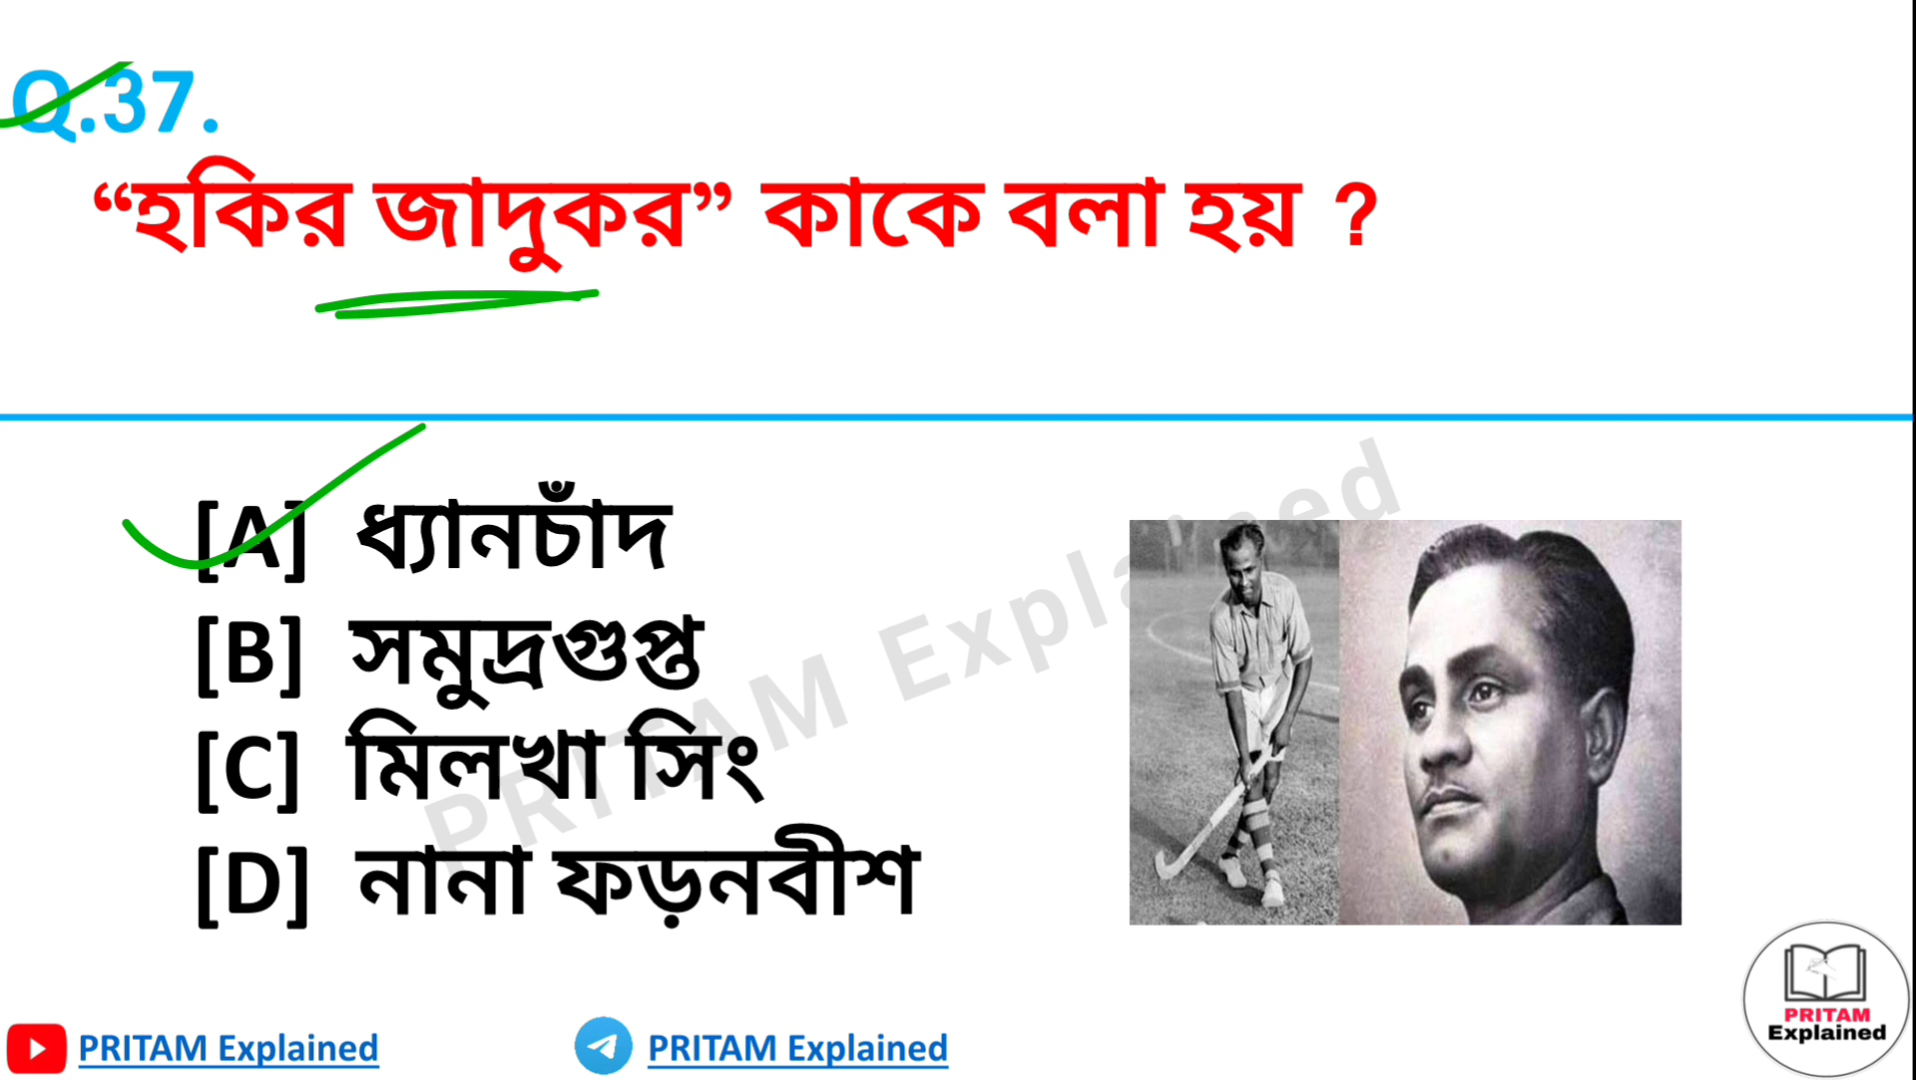 Q.37.
“হকির জাদুকর” কাকে বলা হয় ?
[A] ধ্যানচাঁদ
[B] সমুদ্রগুপ্ত
[C] মিলখা সিং
[D] নানা ফড়নবীশ
PRITAM Explained
PRITAM Explained
PRITAM Explained
PRITAM
Explained